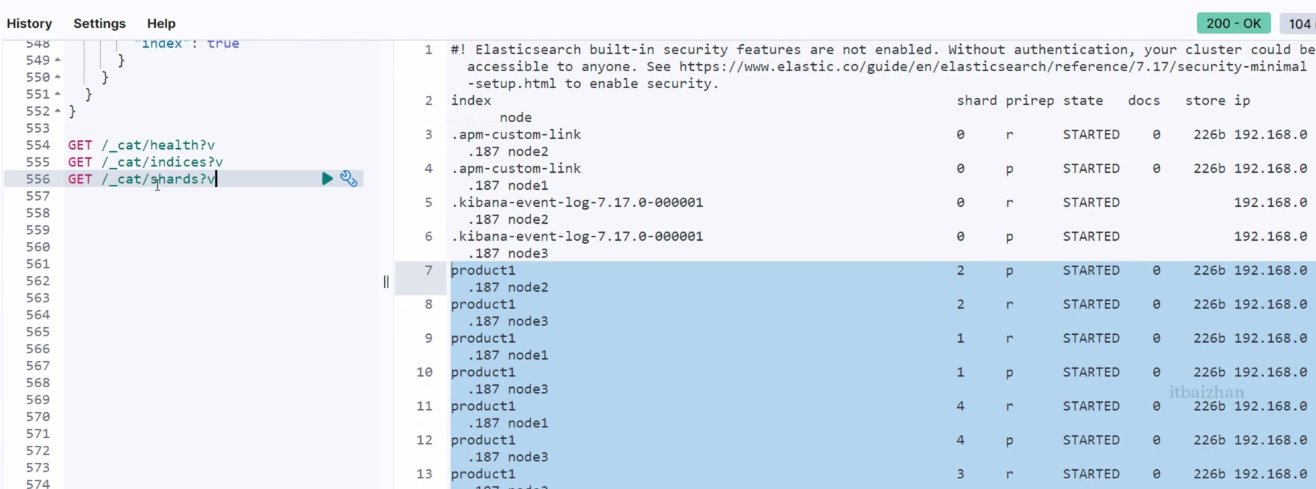 History Settings Help 200 - OK 104
548 "index": true
549 }
550 }
551 }
552 }
553
554 GET /_cat/health?v
555 GET /_cat/indices?v
556 GET /_cat/shards?v
557
558
559
560
561
562
563
564
565
566
567
568
569
570
571
572
573
574
1 #! Elasticsearch built-in security features are not enabled. Without authentication, your cluster could be
accessible to anyone. See https://www.elastic.co/guide/en/elasticsearch/reference/7.17/security-minimal
-setup.html to enable security.
2 index shard prirep state docs store ip
node
3 .apm-custom-link 0 r STARTED 0 226b 192.168.0
.187 node2
4 .apm-custom-link 0 p STARTED 0 226b 192.168.0
.187 node1
5 .kibana-event-log-7.17.0-000001 0 r STARTED 192.168.0
.187 node2
6 .kibana-event-log-7.17.0-000001 0 p STARTED 192.168.0
.187 node3
7 product1 2 p STARTED 0 226b 192.168.0
.187 node2
8 product1 2 r STARTED 0 226b 192.168.0
.187 node3
9 product1 1 r STARTED 0 226b 192.168.0
.187 node1
10 product1 1 p STARTED 0 226b 192.168.0
.187 node3
11 product1 4 r STARTED 0 226b 192.168.0
.187 node1
12 product1 4 p STARTED 0 226b 192.168.0
.187 node3
13 product1 3 r STARTED 0 226b 192.168.0
itbaizhan